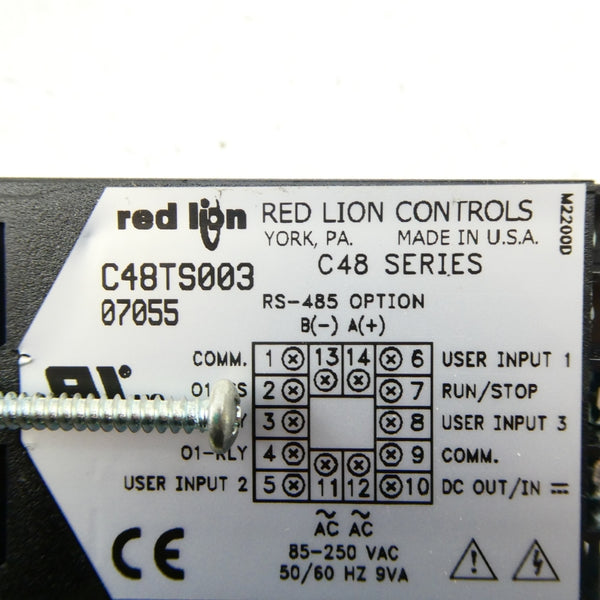 red lion RED LION CONTROLS
YORK, PA. MADE IN U.S.A.
M2200D
C48TS003
C48 SERIES
07055
RS-485 OPTION
B(-) A(+)
COMM. 1 13 14 6 USER INPUT 1
2 7 RUN/STOP
3 8 USER INPUT 3
4 9 COMM.
USER INPUT 2 5 11 12 10 DC OUT/IN
AC AC
CE
85-250 VAC
50/60 HZ 9VA